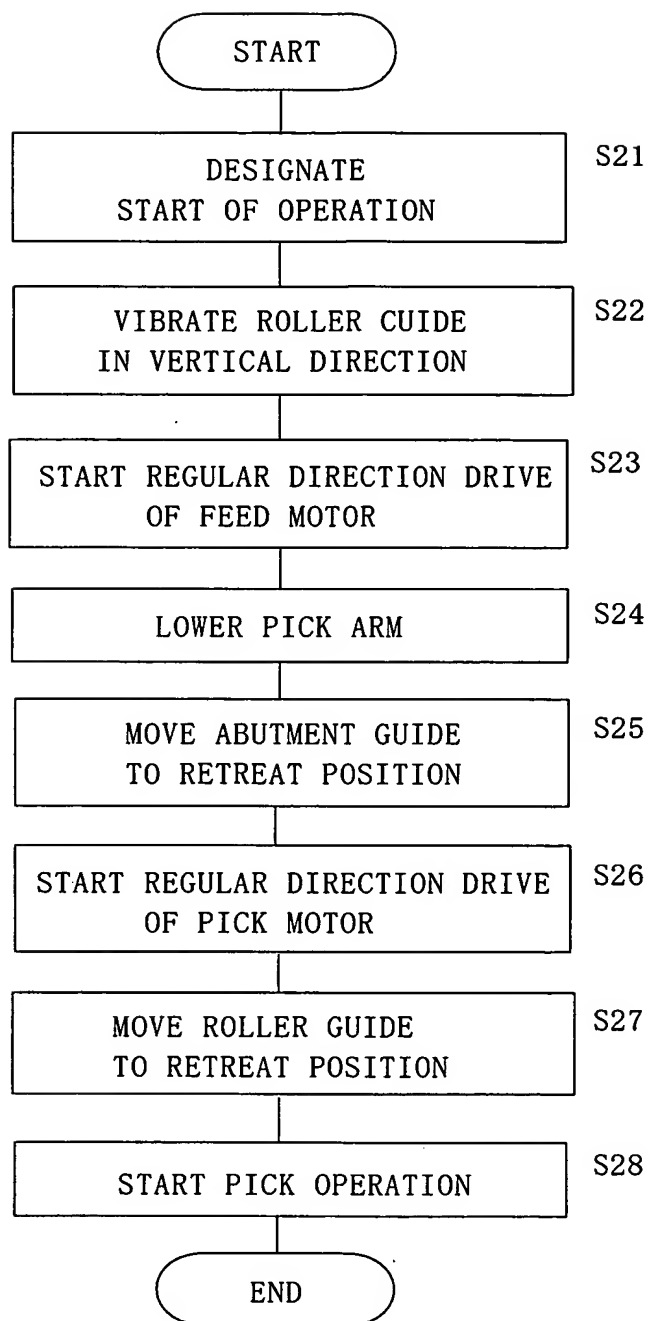 START
DESIGNATE
START OF OPERATION
S21
VIBRATE ROLLER CUIDE
IN VERTICAL DIRECTION
S22
START REGULAR DIRECTION DRIVE
OF FEED MOTOR
S23
LOWER PICK ARM
S24
MOVE ABUTMENT GUIDE
TO RETREAT POSITION
S25
START REGULAR DIRECTION DRIVE
OF PICK MOTOR
S26
MOVE ROLLER GUIDE
TO RETREAT POSITION
S27
START PICK OPERATION
S28
END